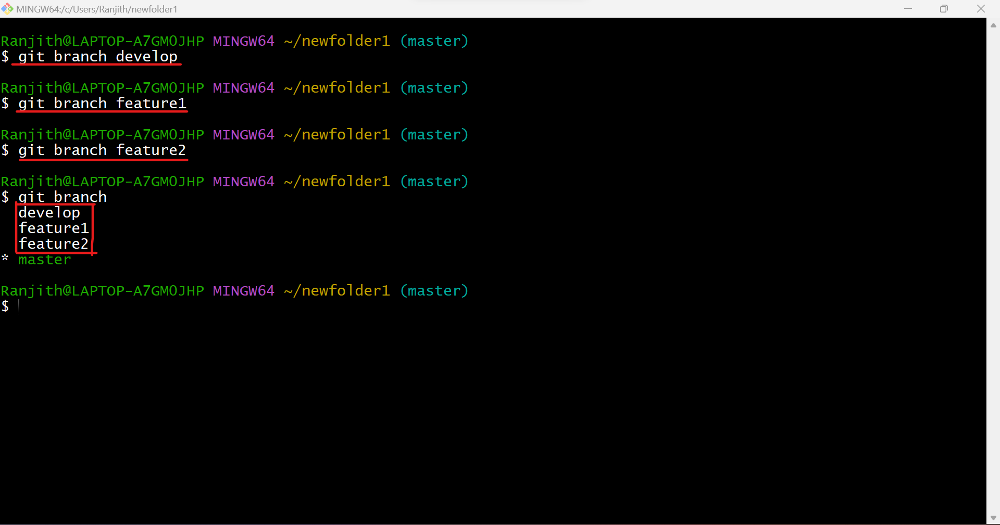 MINGW64:/c/Users/Ranjith/newfolder1
Ranjith@LAPTOP-A7GMOJHP MINGW64 ~/newfolder1 (master)
$ git branch develop
Ranjith@LAPTOP-A7GMOJHP MINGW64 ~/newfolder1 (master)
$ git branch feature1
Ranjith@LAPTOP-A7GMOJHP MINGW64 ~/newfolder1 (master)
$ git branch feature2
Ranjith@LAPTOP-A7GMOJHP MINGW64 ~/newfolder1 (master)
$ git branch
develop
feature1
feature2
* master
Ranjith@LAPTOP-A7GMOJHP MINGW64 ~/newfolder1 (master)
$